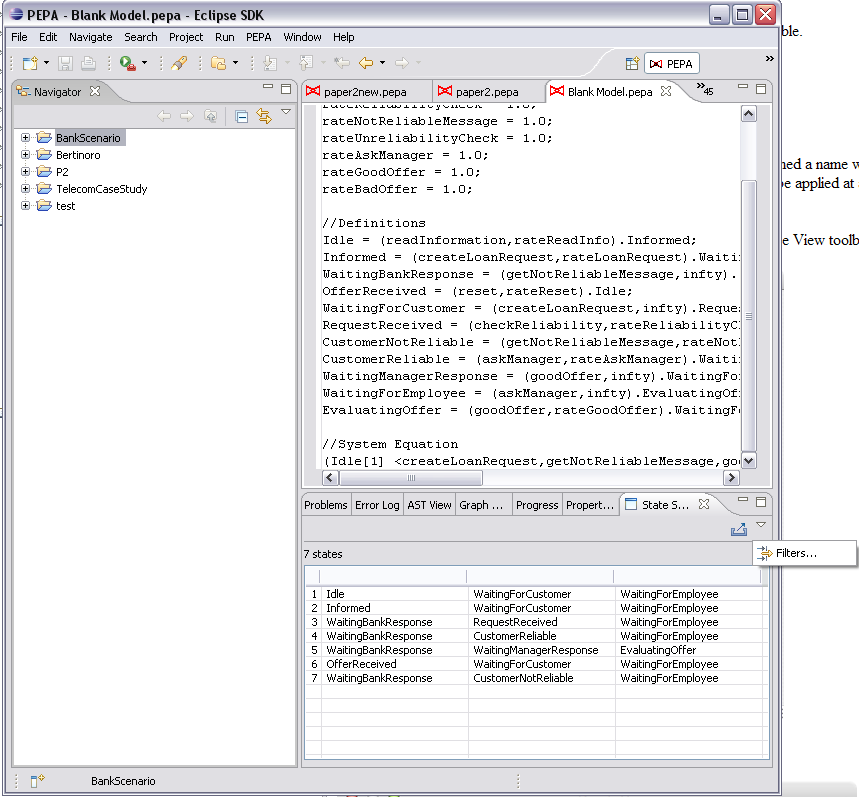 PEPA - Blank Model.pepa - Eclipse SDK
ble.
File Edit Navigate Search Project Run PEPA Window Help
PEPA
»
Navigator
paper2new.pepa
paper2.pepa
Blank Model.pepa
»45
BankScenario
Bertinoro
P2
TelecomCaseStudy
test
rateReliabilityCheck = 1.0;
rateNotReliableMessage = 1.0;
rateUnreliabilityCheck = 1.0;
rateAskManager = 1.0;
rateGoodOffer = 1.0;
rateBadOffer = 1.0;
//Definitions
Idle = (readInformation,rateReadInfo).Informed;
Informed = (createLoanRequest,rateLoanRequest).Waiti
WaitingBankResponse = (getNotReliableMessage,infty).
OfferReceived = (reset,rateReset).Idle;
WaitingForCustomer = (createLoanRequest,infty).Reque
RequestReceived = (checkReliability,rateReliabilityC
CustomerNotReliable = (getNotReliableMessage,rateNot
CustomerReliable = (askManager,rateAskManager).Waiti
WaitingManagerResponse = (goodOffer,infty).WaitingFo
WaitingForEmployee = (askManager,infty).EvaluatingOf
EvaluatingOffer = (goodOffer,rateGoodOffer).WaitingF
//System Equation
(Idle[1] <createLoanRequest,getNotReliableMessage,go
ned a name w
be applied at
e View toolb
Problems Error Log AST View Graph ... Progress Propert... State S...
Filters...
7 states
1 Idle WaitingForCustomer WaitingForEmployee
2 Informed WaitingForCustomer WaitingForEmployee
3 WaitingBankResponse RequestReceived WaitingForEmployee
4 WaitingBankResponse CustomerReliable WaitingForEmployee
5 WaitingBankResponse WaitingManagerResponse EvaluatingOffer
6 OfferReceived WaitingForCustomer WaitingForEmployee
7 WaitingBankResponse CustomerNotReliable WaitingForEmployee
BankScenario